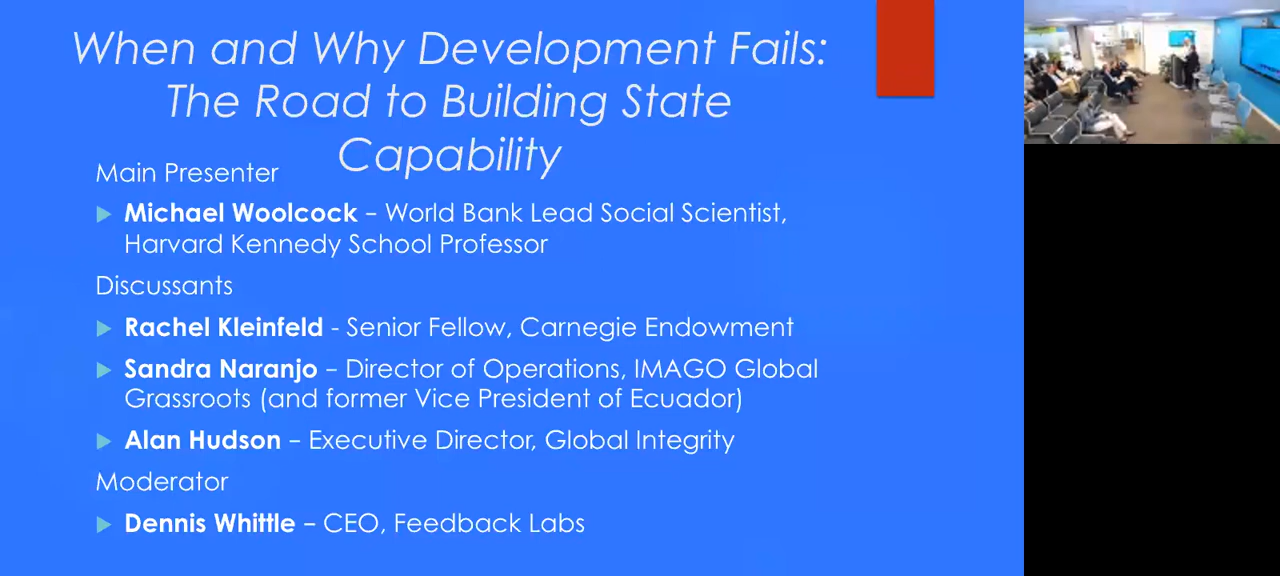 When and Why Development Fails:
The Road to Building State
Capability
Main Presenter
Michael Woolcock – World Bank Lead Social Scientist,
Harvard Kennedy School Professor
Discussants
Rachel Kleinfeld - Senior Fellow, Carnegie Endowment
Sandra Naranjo – Director of Operations, IMAGO Global
Grassroots (and former Vice President of Ecuador)
Alan Hudson – Executive Director, Global Integrity
Moderator
Dennis Whittle – CEO, Feedback Labs